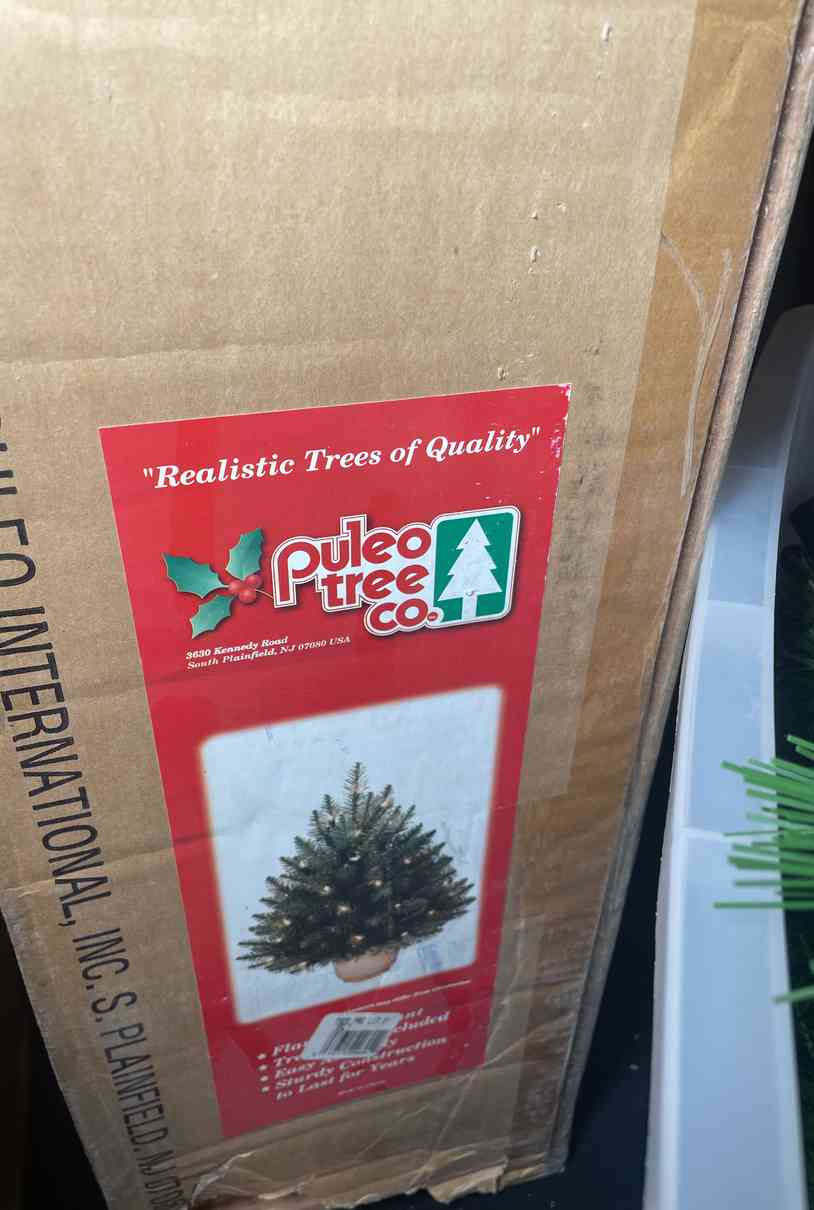 "Realistic Trees of Quality"
puleo
tree
co.
3630 Kennedy Road
South Plainfield, NJ 07080 USA
INTERNATIONAL, INC. S. PLAINFIELD, NJ
★
★ Tre
★ Easy Construction
★ Sturdy
to Last for Years